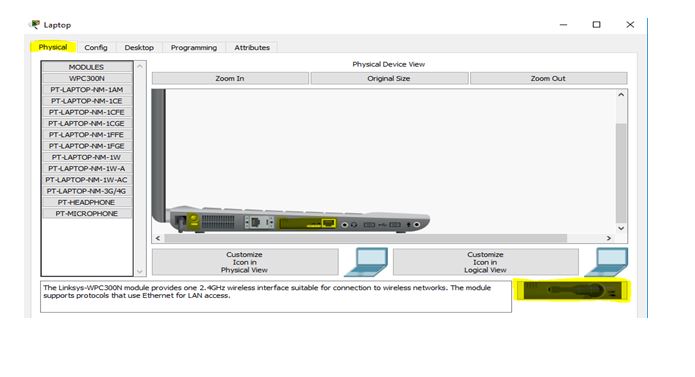 Laptop
Physical Config Desktop Programming Attributes
MODULES
WPC300N
PT-LAPTOP-NM-1AM
PT-LAPTOP-NM-1CE
PT-LAPTOP-NM-1CFE
PT-LAPTOP-NM-1CGE
PT-LAPTOP-NM-1FFE
PT-LAPTOP-NM-1FGE
PT-LAPTOP-NM-1W
PT-LAPTOP-NM-1W-A
PT-LAPTOP-NM-1W-AC
PT-LAPTOP-NM-3G/4G
PT-HEADPHONE
PT-MICROPHONE
Physical Device View
Zoom In Original Size Zoom Out
Customize
Icon in
Physical View
Customize
Icon in
Logical View
The Linksys-WPC300N module provides one 2.4GHz wireless interface suitable for connection to wireless networks. The module
supports protocols that use Ethernet for LAN access.